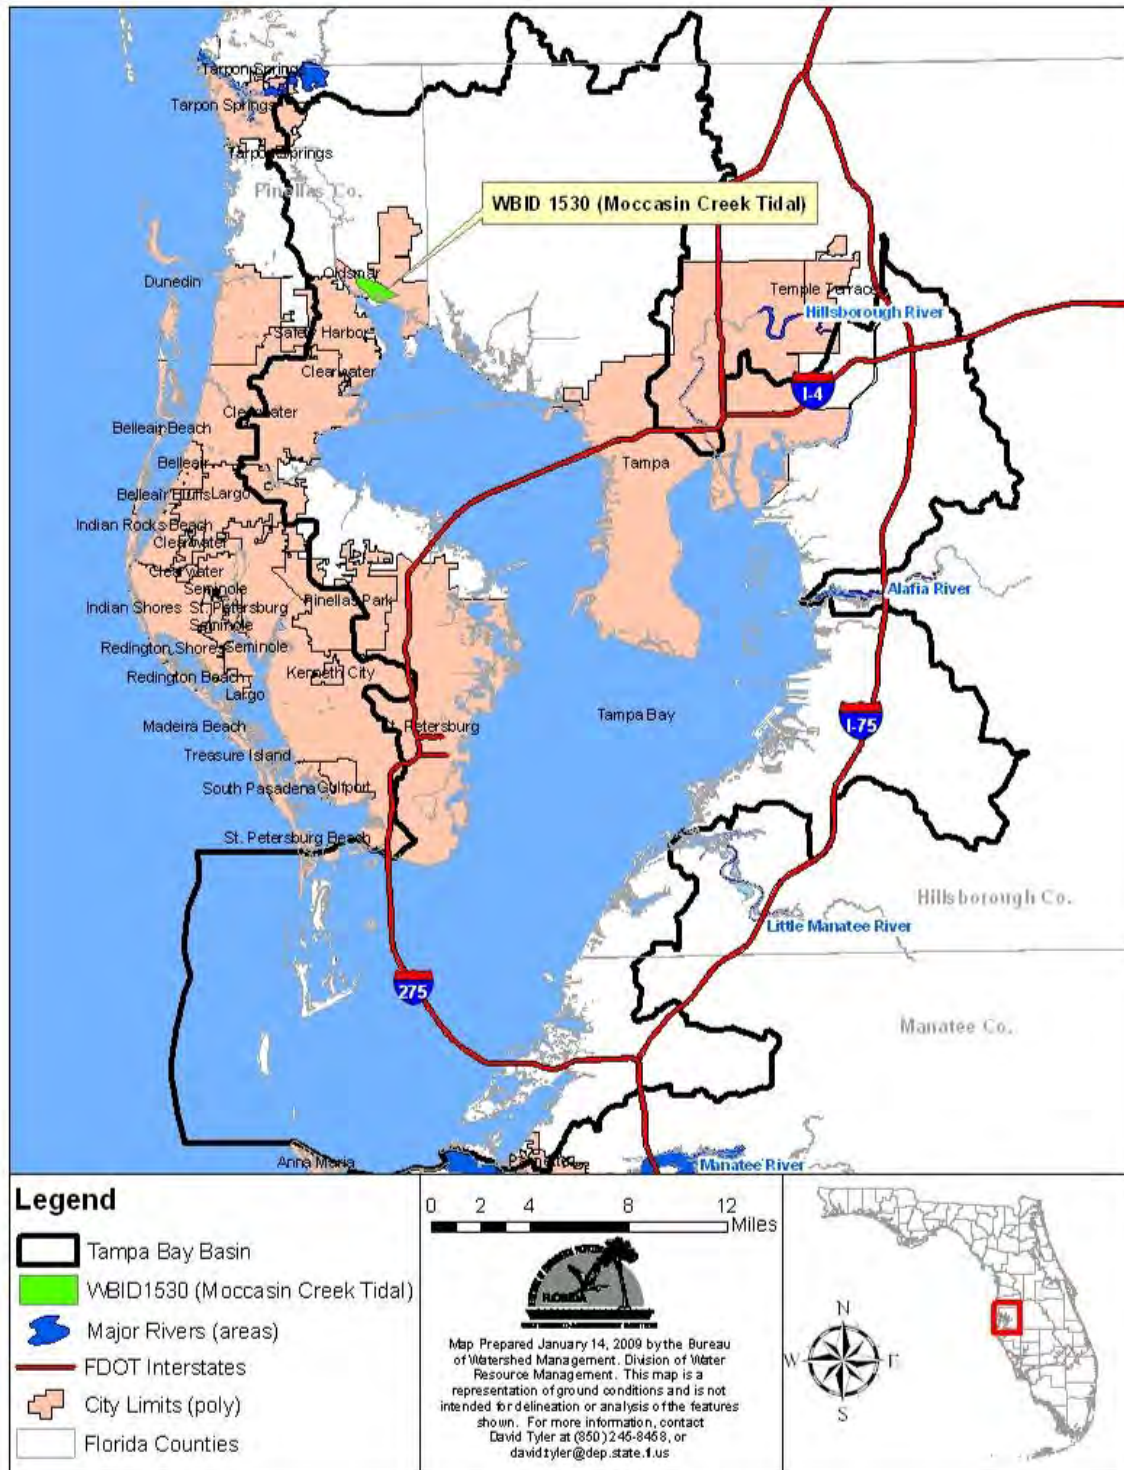 Tarpon Springs
Tarpon Springs
Tarpon Springs
Pinellas Co.
WBID 1530 (Moccasin Creek Tidal)
Oldsmar
Dunedin
Temple Terrace
Hillsborough River
Safety Harbor
Clearwater
I-4
Clearwater
Belleair Beach
Belleair
Tampa
Belleair Bluffs
Largo
Indian Rocks Beach
Clearwater
Clearwater
Seminole
Pinellas Park
Alafia River
Indian Shores
St. Petersburg
Seminole
Redington Shores
Seminole
Redington Beach
Kenneth City
Largo
Tampa Bay
I-75
Madeira Beach
St. Petersburg
Treasure Island
South Pasadena
Gulfport
St. Petersburg Beach
Hillsborough Co.
Little Manatee River
275
Manatee Co.
Anna Maria
Manatee River
Legend
Tampa Bay Basin
WBID1530 (Moccasin Creek Tidal)
Major Rivers (areas)
FDOT Interstates
City Limits (poly)
Florida Counties
0 2 4 8 12
Miles
FLORIDA
Map Prepared January 14, 2009 by the Bureau
of Watershed Management. Division of Water
Resource Management. This map is a
representation of ground conditions and is not
intended for delineation or analysis of the features
shown. For more information, contact
David Tyler at (850) 245-8458, or
david.tyler@dep.state.fl.us
N
W E
S